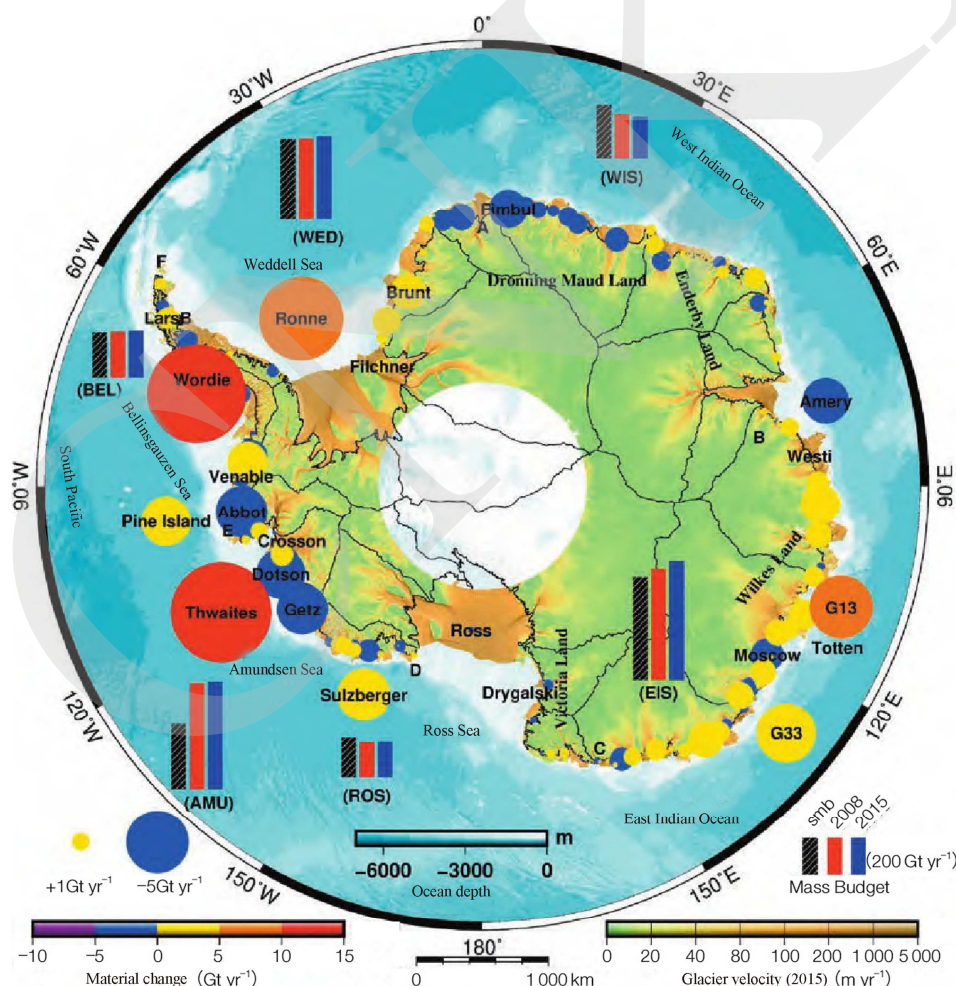 0˚
30˚W
30˚E
West Indian Ocean
(WIS)
(WED)
Fimbul
A
60˚W
60˚E
Weddell Sea
F
Dronning Maud Land
Enderby Land
Brunt
LarsB
Ronne
(BEL)
Filchner
Wordie
Amery
Bellinsgauzen Sea
B
Westi
South Pacific
Venable
90˚W
90˚E
Abbot
Pine Island
E
Crosson
Dotson
Wilkes Land
Thwaites
Getz
G13
Ross
Totten
Moscow
Amundsen Sea
D
Victoria Land
(EIS)
Sulzberger
Drygalski
120˚W
120˚E
Ross Sea
G33
C
(AMU)
(ROS)
East Indian Ocean
smb
2008
2015
m
−6000 −3000 0
Ocean depth
(200 Gt yr⁻¹)
Mass Budget
+1Gt yr⁻¹
−5Gt yr⁻¹
150˚W
150˚E
180˚
−10 −5 0 5 10 15
Material change (Gt yr⁻¹)
0 1 000 km
0 20 40 80 100 200 1 000 5 000
Glacier velocity (2015) (m yr⁻¹)